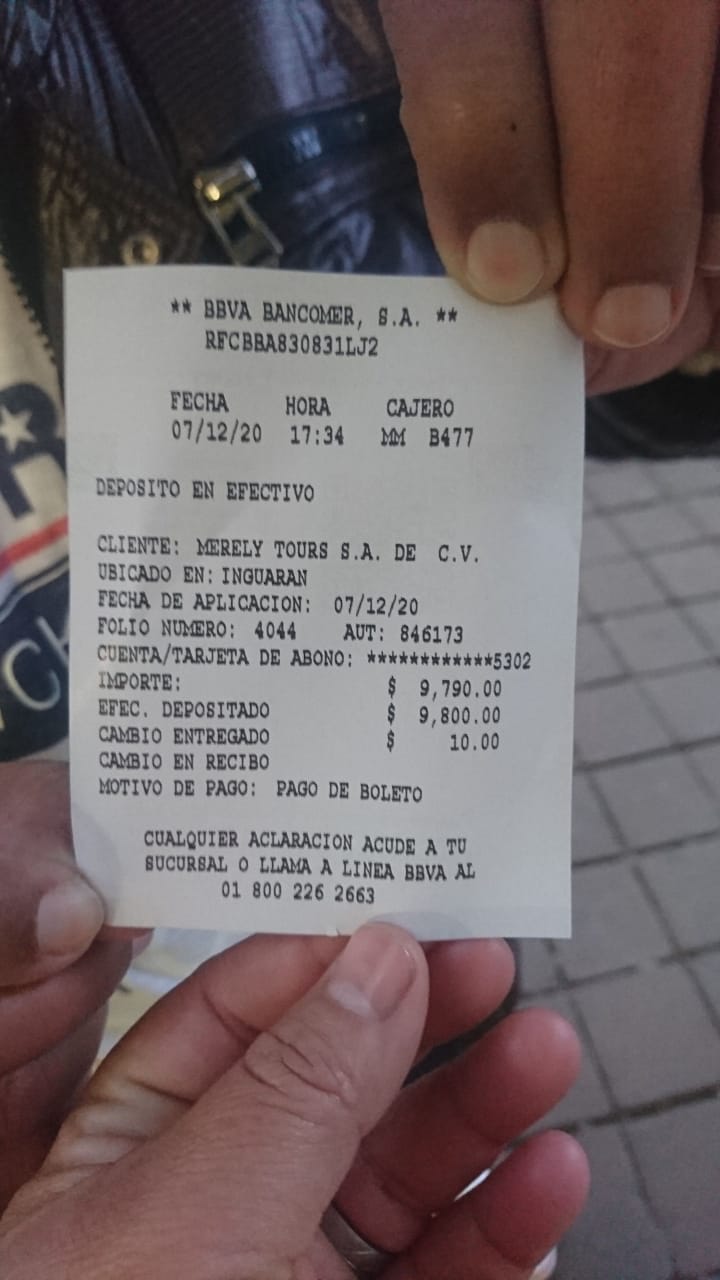 ** BBVA BANCOMER, S.A. **
RFCBBA830831LJ2
FECHA HORA CAJERO
07/12/20 17:34 MM B477
DEPOSITO EN EFECTIVO
CLIENTE: MERELY TOURS S.A. DE C.V.
UBICADO EN: INGUARAN
FECHA DE APLICACION: 07/12/20
FOLIO NUMERO: 4044 AUT: 846173
CUENTA/TARJETA DE ABONO: ************5302
IMPORTE: $ 9,790.00
EFEC. DEPOSITADO $ 9,800.00
CAMBIO ENTREGADO $ 10.00
CAMBIO EN RECIBO
MOTIVO DE PAGO: PAGO DE BOLETO
CUALQUIER ACLARACION ACUDE A TU
SUCURSAL O LLAMA A LINEA BBVA AL
01 800 226 2663